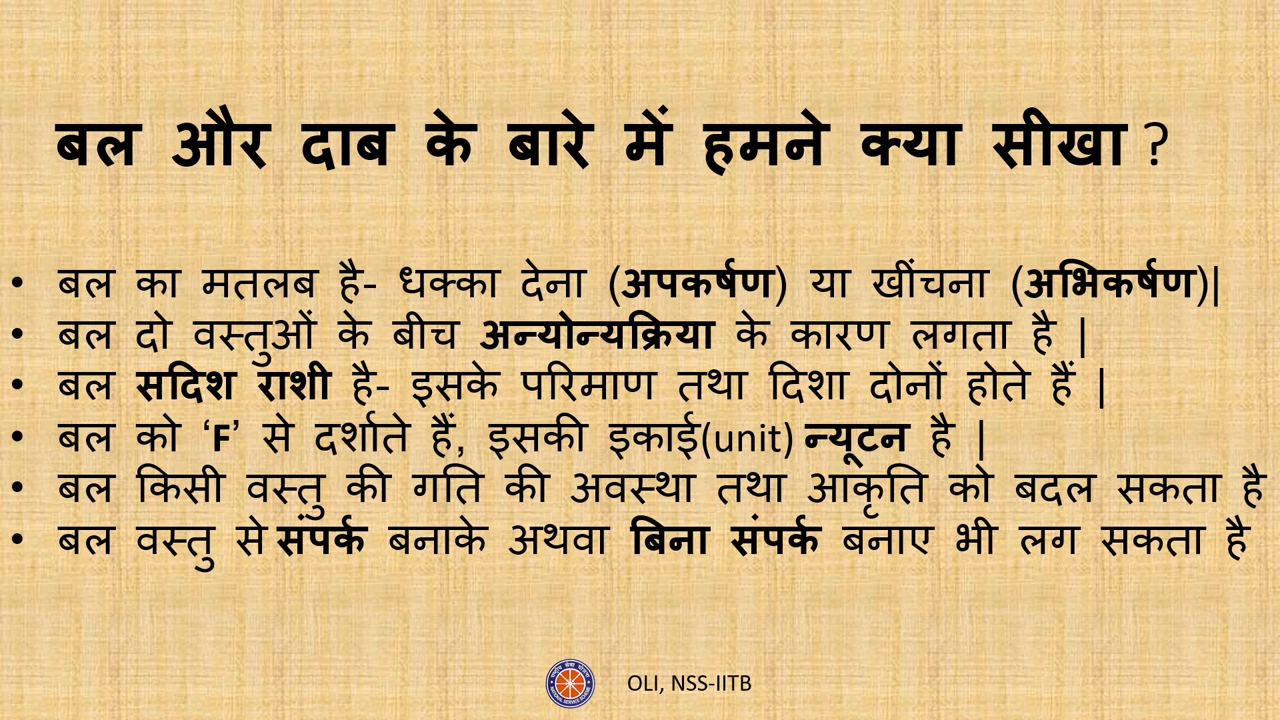 बल और दाब के बारे में हमने क्या सीखा ?
• बल का मतलब है- धक्का देना (अपकर्षण) या खींचना (अभिकर्षण)|
• बल दो वस्तुओं के बीच अन्योन्यक्रिया के कारण लगता है |
• बल सदिश राशी है- इसके परिमाण तथा दिशा दोनों होते हैं |
• बल को ‘F’ से दर्शाते हैं, इसकी इकाई(unit) न्यूटन है |
• बल किसी वस्तु की गति की अवस्था तथा आकृति को बदल सकता है
• बल वस्तु से संपर्क बनाके अथवा बिना संपर्क बनाए भी लग सकता है
OLI, NSS-IITB